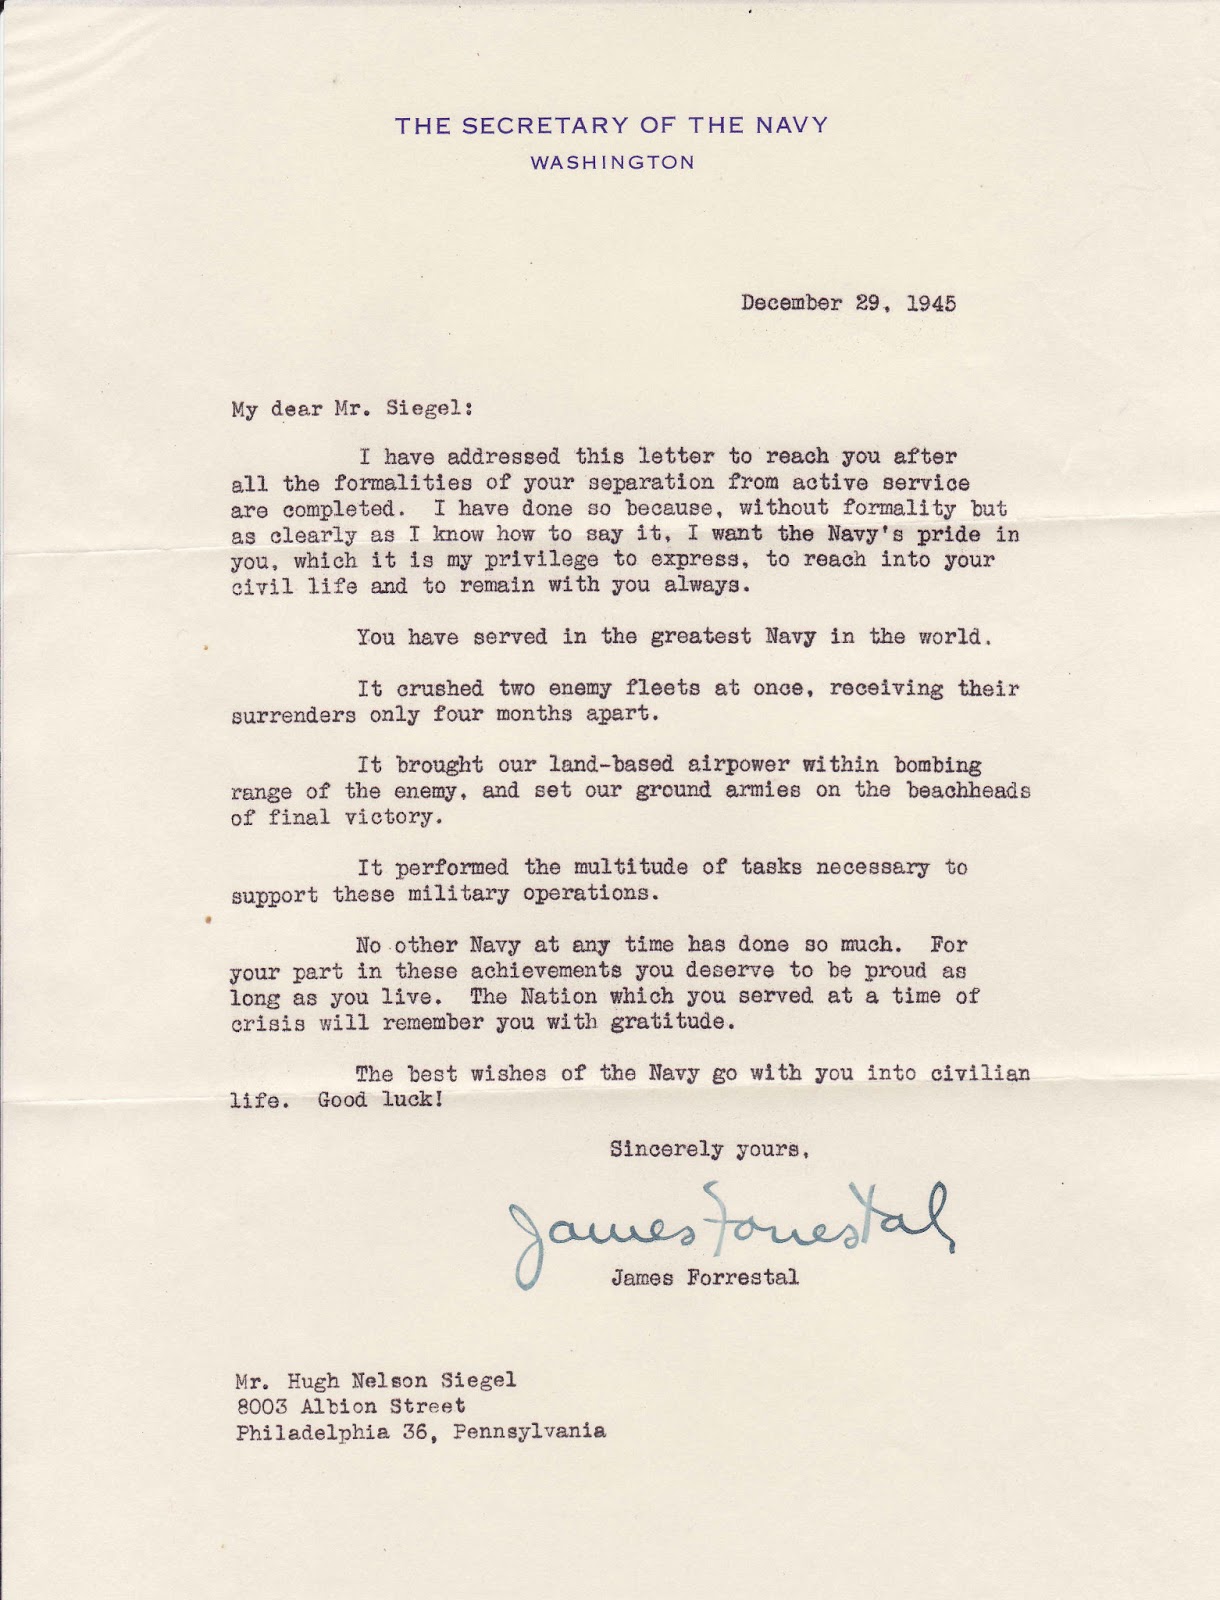 THE SECRETARY OF THE NAVY
WASHINGTON
December 29, 1945
My dear Mr. Siegel:
I have addressed this letter to reach you after
all the formalities of your separation from active service
are completed. I have done so because, without formality but
as clearly as I know how to say it, I want the Navy's pride in
you, which it is my privilege to express, to reach into your
civil life and to remain with you always.
You have served in the greatest Navy in the world.
It crushed two enemy fleets at once, receiving their
surrenders only four months apart.
It brought our land-based airpower within bombing
range of the enemy, and set our ground armies on the beachheads
of final victory.
It performed the multitude of tasks necessary to
support these military operations.
No other Navy at any time has done so much. For
your part in these achievements you deserve to be proud as
long as you live. The Nation which you served at a time of
crisis will remember you with gratitude.
The best wishes of the Navy go with you into civilian
life. Good luck!
Sincerely yours,
James Forrestal
James Forrestal
Mr. Hugh Nelson Siegel
8003 Albion Street
Philadelphia 36, Pennsylvania